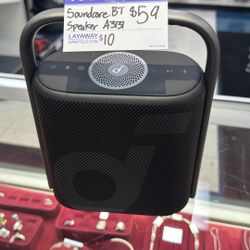 Soundcore BT $59
Speaker A3131
LAYAWAY $10